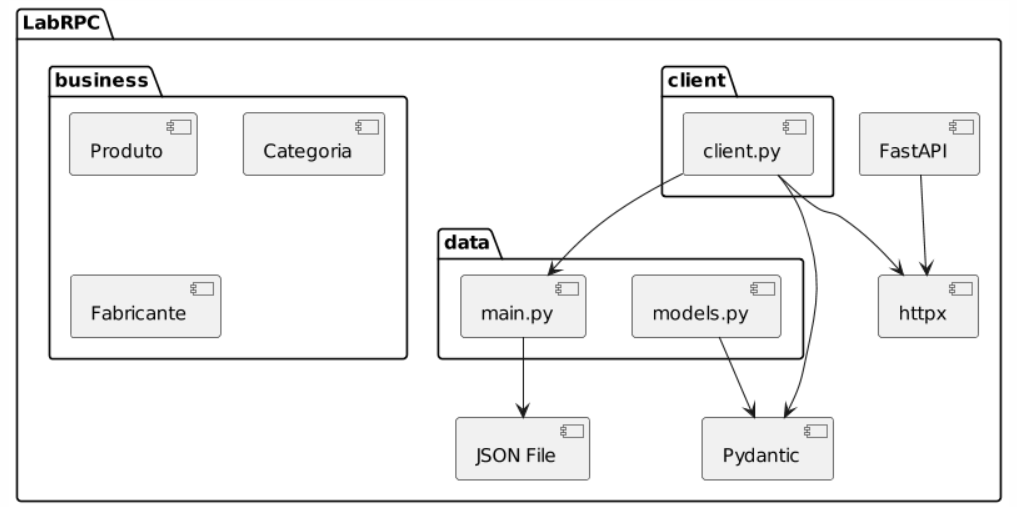 LabRPC
business
client
Produto
Categoria
client.py
FastAPI
data
Fabricante
main.py
models.py
httpx
JSON File
Pydantic